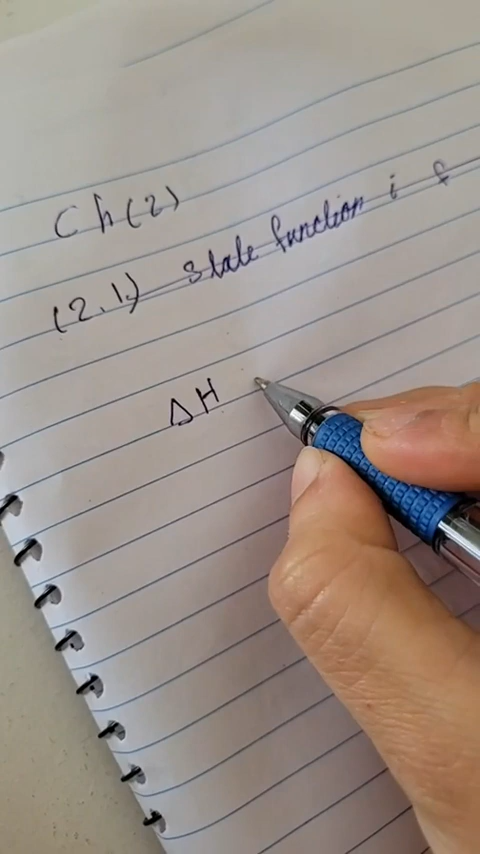 Ch(2)
(2.1) State function i f
ΔH